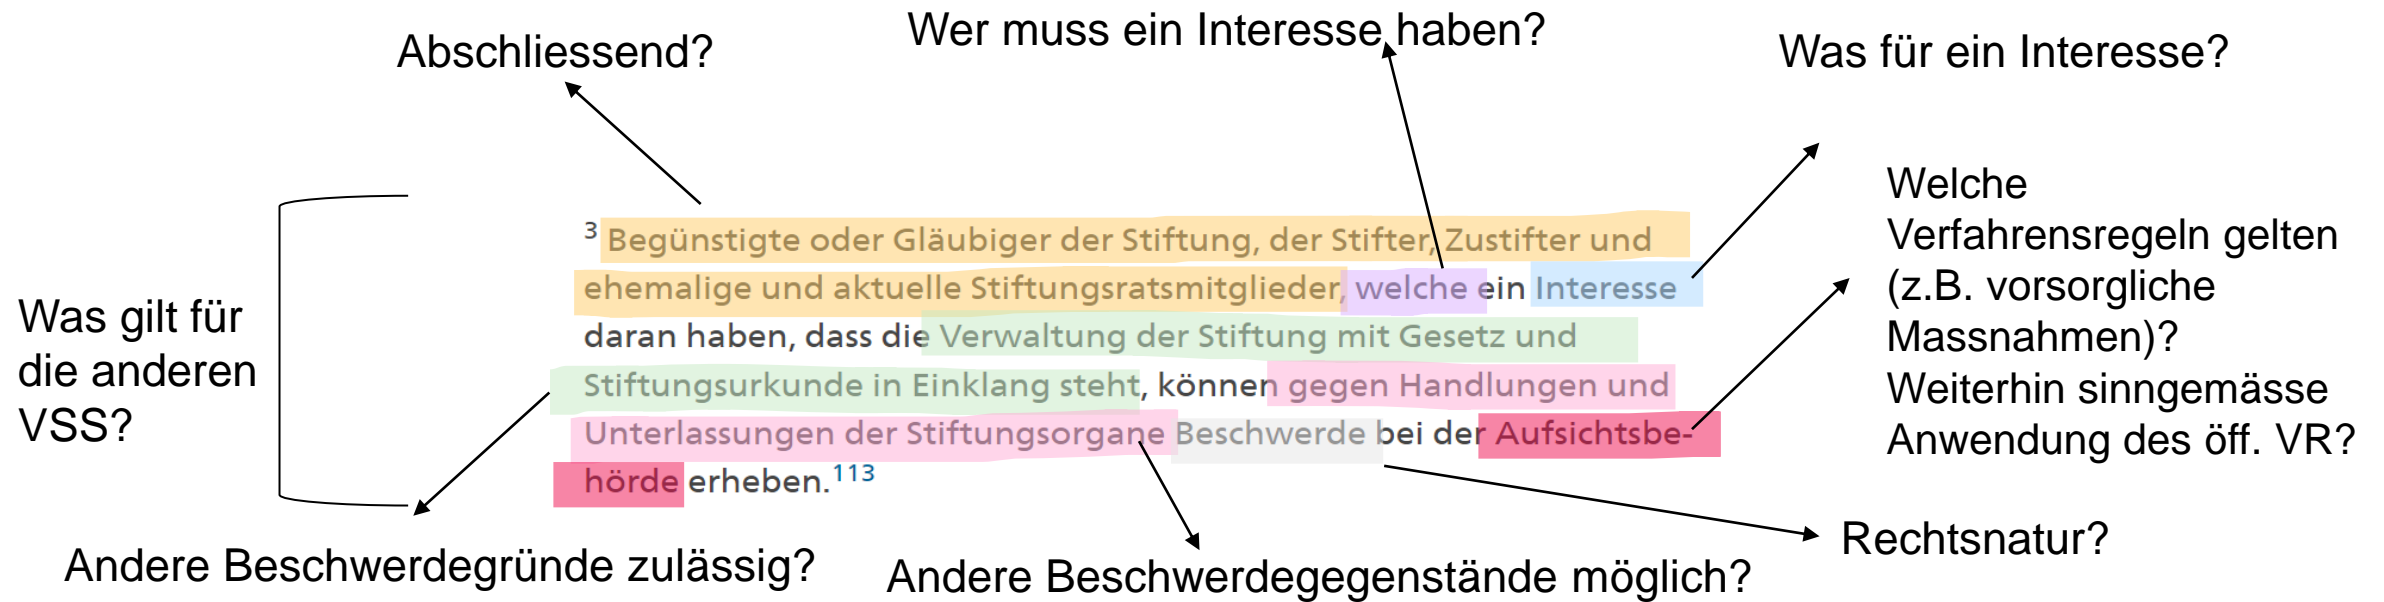 Abschliessend?
Wer muss ein Interesse haben?
Was für ein Interesse?
Welche
Verfahrensregeln gelten
(z.B. vorsorgliche
Massnahmen)?
Weiterhin sinngemässe
Anwendung des öff. VR?
3 Begünstigte oder Gläubiger der Stiftung, der Stifter, Zustifter und
ehemalige und aktuelle Stiftungsratsmitglieder, welche ein Interesse
daran haben, dass die Verwaltung der Stiftung mit Gesetz und
Stiftungsurkunde in Einklang steht, können gegen Handlungen und
Unterlassungen der Stiftungsorgane Beschwerde bei der Aufsichtsbe-
hörde erheben.113
Was gilt für
die anderen
VSS?
Rechtsnatur?
Andere Beschwerdegründe zulässig?
Andere Beschwerdegegenstände möglich?